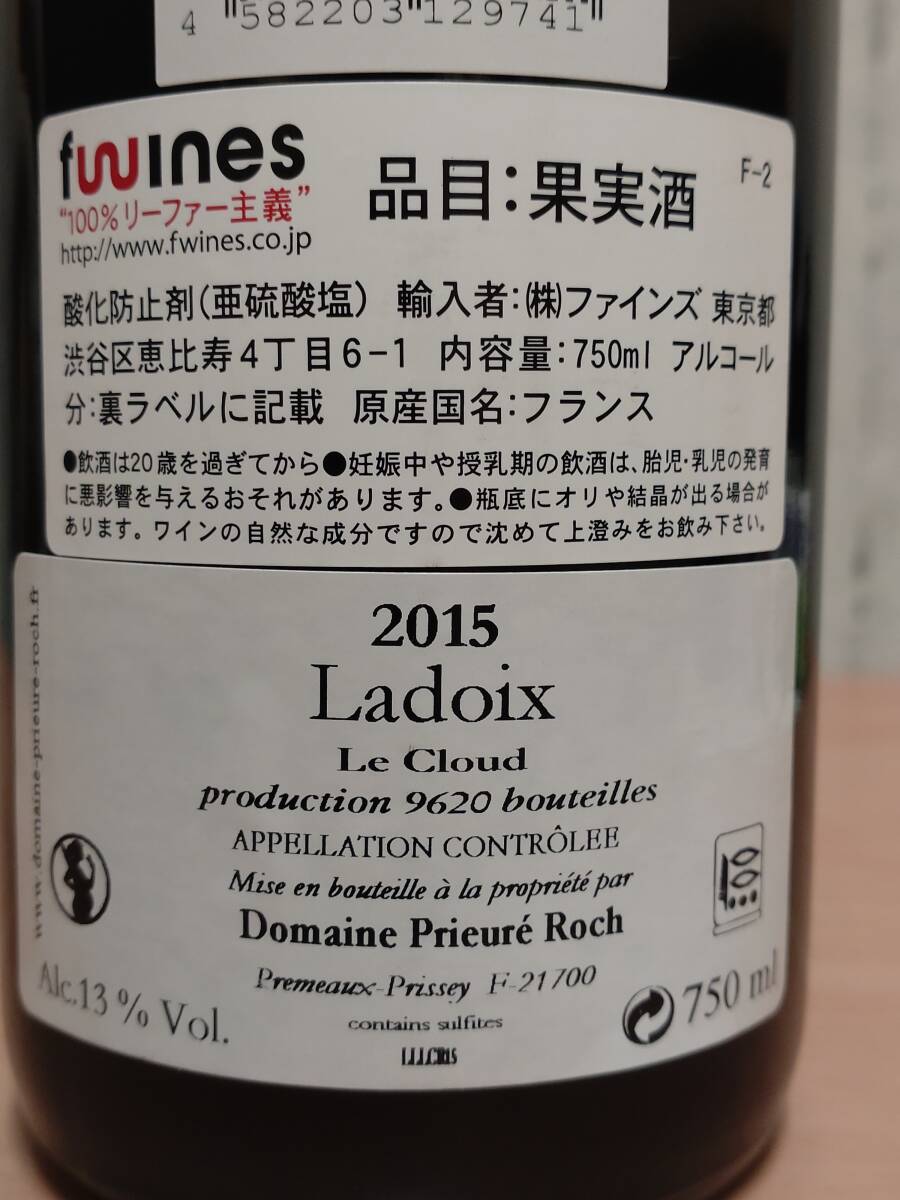 4 582203 129741
fwines
"100%リーファー主義"
http://www.fwines.co.jp
品目:果実酒
F-2
酸化防止剤(亜硫酸塩) 輸入者:(株)ファインズ 東京都
渋谷区恵比寿4丁目6-1 内容量:750ml アルコール
分:裏ラベルに記載 原産国名:フランス
●飲酒は20歳を過ぎてから●妊娠中や授乳期の飲酒は、胎児・乳児の発育
に悪影響を与えるおそれがあります。●瓶底にオリや結晶が出る場合が
あります。ワインの自然な成分ですので沈めて上澄みをお飲み下さい。
www.domaine-prieure-roch.fr
2015
Ladoix
Le Cloud
production 9620 bouteilles
APPELLATION CONTRÔLEE
Mise en bouteille à la propriété par
Domaine Prieuré Roch
Premeaux-Prissey F-21700
Alc.13 % Vol.
750 ml
contains sulfites